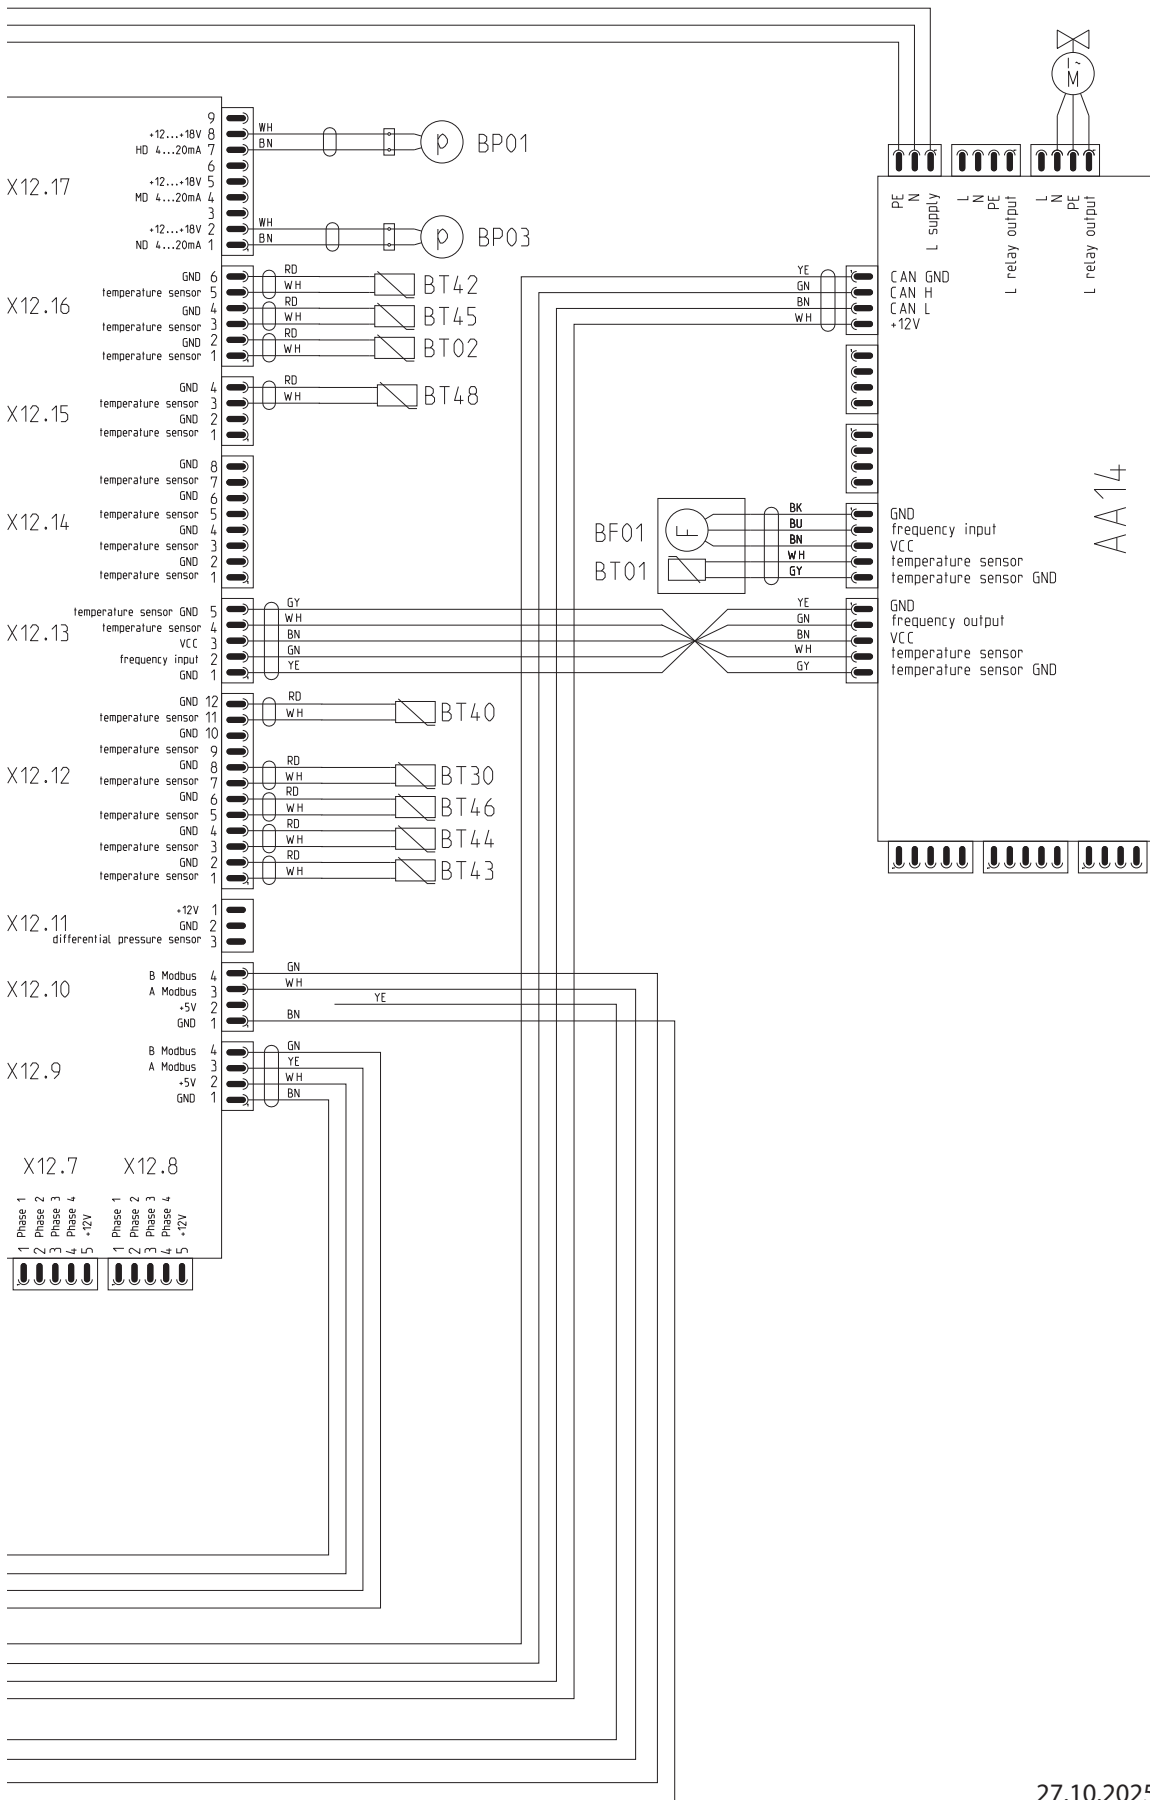 1~
M
9
+12...+18V 8 WH
HD 4...20mA 7 BN
BP01
p
6
X12.17
+12...+18V 5
MD 4...20mA 4
3
+12...+18V 2 WH
ND 4...20mA 1 BN
BP03
p
PE
N
L supply
L
N
PE
L relay output
L
N
PE
L relay output
X12.16
GND 6 RD
temperature sensor 5 WH
BT42
GND 4 RD
temperature sensor 3 WH
BT45
GND 2 RD
temperature sensor 1 WH
BT02
YE CAN GND
GN CAN H
BN CAN L
WH +12V
X12.15
GND 4 RD
temperature sensor 3 WH
BT48
GND 2
temperature sensor 1
X12.14
GND 8
temperature sensor 7
GND 6
temperature sensor 5
GND 4
temperature sensor 3
GND 2
temperature sensor 1
AA14
BF01
F
BT01
BK GND
BU frequency input
BN VCC
WH temperature sensor
GY temperature sensor GND
X12.13
temperature sensor GND 5 GY
temperature sensor 4 WH
VCC 3 BN
frequency input 2 GN
GND 1 YE
YE GND
GN frequency output
BN VCC
WH temperature sensor
GY temperature sensor GND
X12.12
GND 12 RD
temperature sensor 11 WH
BT40
GND 10
temperature sensor 9
GND 8 RD
temperature sensor 7 WH
BT30
GND 6 RD
temperature sensor 5 WH
BT46
GND 4 RD
temperature sensor 3 WH
BT44
GND 2 RD
temperature sensor 1 WH
BT43
X12.11
+12V 1
GND 2
differential pressure sensor 3
X12.10
B Modbus 4 GN
A Modbus 3 WH
+5V 2 YE
GND 1 BN
X12.9
B Modbus 4 GN
A Modbus 3 YE
+5V 2 WH
GND 1 BN
X12.7
1 Phase 1
2 Phase 2
3 Phase 3
4 Phase 4
5 +12V
X12.8
1 Phase 1
2 Phase 2
3 Phase 3
4 Phase 4
5 +12V
27.10.2025